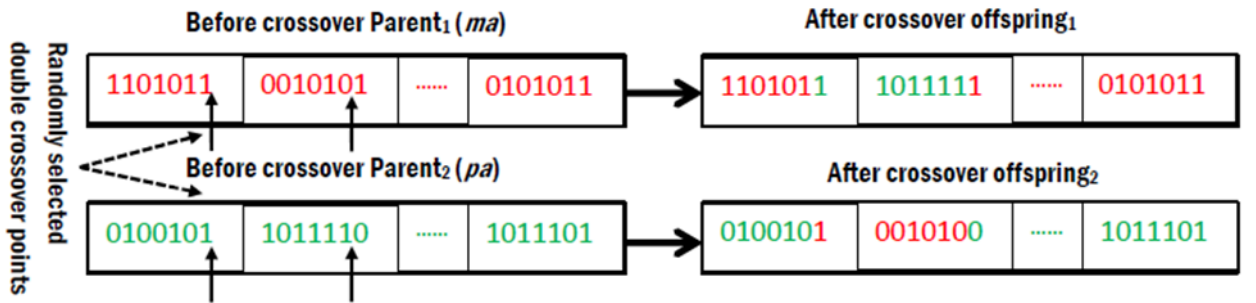 Randomly selected
double crossover points
Before crossover Parent₁ (ma)
1101011 0010101 ...... 0101011
Before crossover Parent₂ (pa)
0100101 1011110 ...... 1011101
After crossover offspring₁
1101011 1011111 ...... 0101011
After crossover offspring₂
0100101 0010100 ...... 1011101